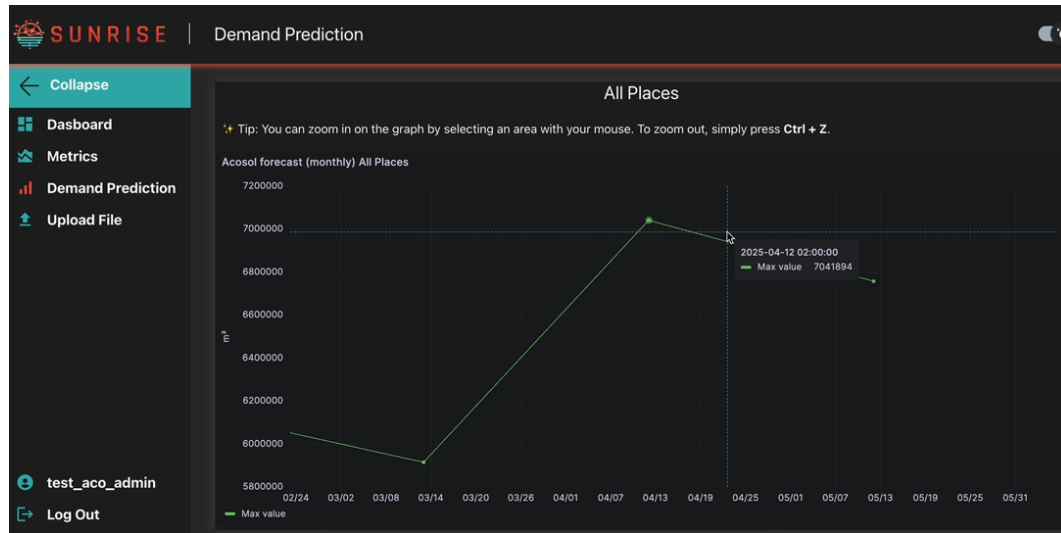 SUNRISE
Demand Prediction
Collapse
Dasboard
Metrics
Demand Prediction
Upload File
test_aco_admin
Log Out
All Places
✨ Tip: You can zoom in on the graph by selecting an area with your mouse. To zoom out, simply press Ctrl + Z.
Acosol forecast (monthly) All Places
7200000
7000000
6800000
6600000
6400000
6200000
6000000
5800000
m³
2025-04-12 02:00:00
Max value 7041894
02/24 03/02 03/08 03/14 03/20 03/26 04/01 04/07 04/13 04/19 04/25 05/01 05/07 05/13 05/19 05/25 05/31
Max value